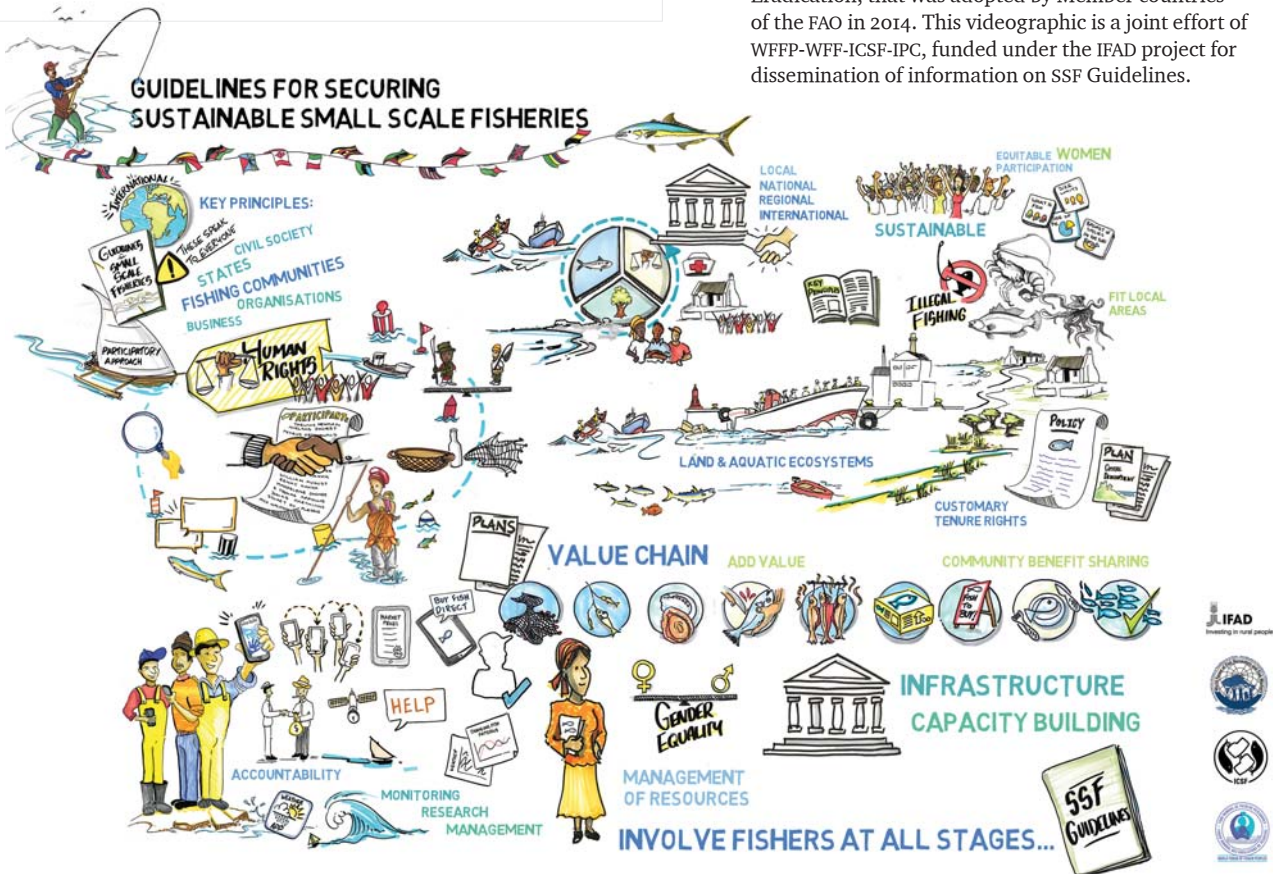 of the FAO in 2014. This videographic is a joint effort of
WFFP-WFF-ICSF-IPC, funded under the IFAD project for
dissemination of information on SSF Guidelines.
GUIDELINES FOR SECURING
SUSTAINABLE SMALL SCALE FISHERIES
INTERNATIONAL!
GUIDELINES
SMALL
SCALE
FISHERIES
KEY PRINCIPLES:
THESE SPEAK
TO EVERYONE
CIVIL SOCIETY
STATES
FISHING COMMUNITIES
ORGANISATIONS
BUSINESS
PARTICIPATORY
APPROACH
HUMAN
RIGHTS
PARTICIPANTS
LOCAL
NATIONAL
REGIONAL
INTERNATIONAL
EQUITABLE WOMEN
PARTICIPATION
SUSTAINABLE
KEY
PRINCIPLES
ILLEGAL
FISHING
FIT LOCAL
AREAS
LAND & AQUATIC ECOSYSTEMS
POLICY
PLAN
CUSTOMARY
TENURE RIGHTS
PLANS
VALUE CHAIN
ADD VALUE
COMMUNITY BENEFIT SHARING
FISH
TO
BUY!
MARKET
PRICES
BUY FISH
DIRECT
HELP
ACCOUNTABILITY
WEATHER
APP
MONITORING
RESEARCH
MANAGEMENT
GENDER
EQUALITY
MANAGEMENT
OF RESOURCES
INFRASTRUCTURE
CAPACITY BUILDING
INVOLVE FISHERS AT ALL STAGES...
SSF
GUIDELINES
IFAD
Investing in rural people
ICSF